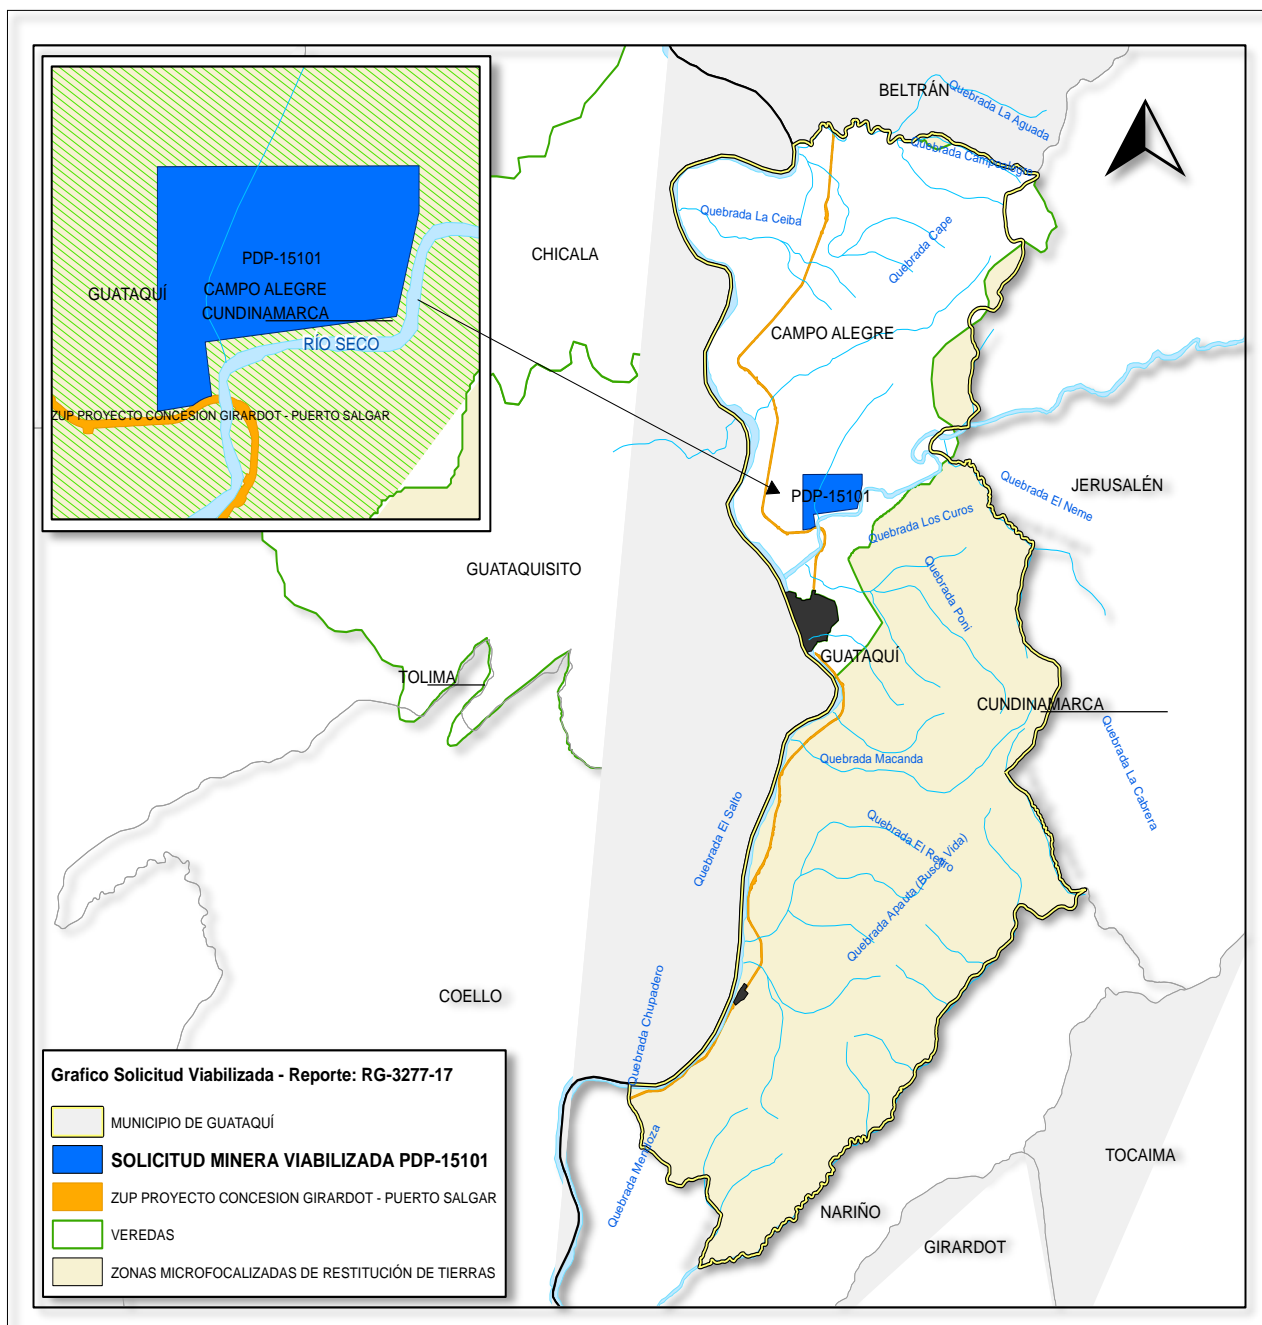 BELTRÁN
Quebrada La Aguada
Quebrada Campoalegre
Quebrada La Ceiba
Quebrada Cape
CHICALA
PDP-15101
GUATAQUÍ
CAMPO ALEGRE
CUNDINAMARCA
RÍO SECO
ZUP PROYECTO CONCESION GIRARDOT - PUERTO SALGAR
CAMPO ALEGRE
PDP-15101
JERUSALÉN
Quebrada El Neme
Quebrada Los Curos
Quebrada Poni
GUATAQUISITO
GUATAQUÍ
TOLIMA
CUNDINAMARCA
Quebrada La Cabrera
Quebrada Macanda
Quebrada El Salto
Quebrada El Retiro
Quebrada Apauta (Busca Vida)
COELLO
Quebrada Chupadero
Quebrada Mendoza
TOCAIMA
NARIÑO
GIRARDOT
Grafico Solicitud Viabilizada - Reporte: RG-3277-17
MUNICIPIO DE GUATAQUÍ
SOLICITUD MINERA VIABILIZADA PDP-15101
ZUP PROYECTO CONCESION GIRARDOT - PUERTO SALGAR
VEREDAS
ZONAS MICROFOCALIZADAS DE RESTITUCIÓN DE TIERRAS